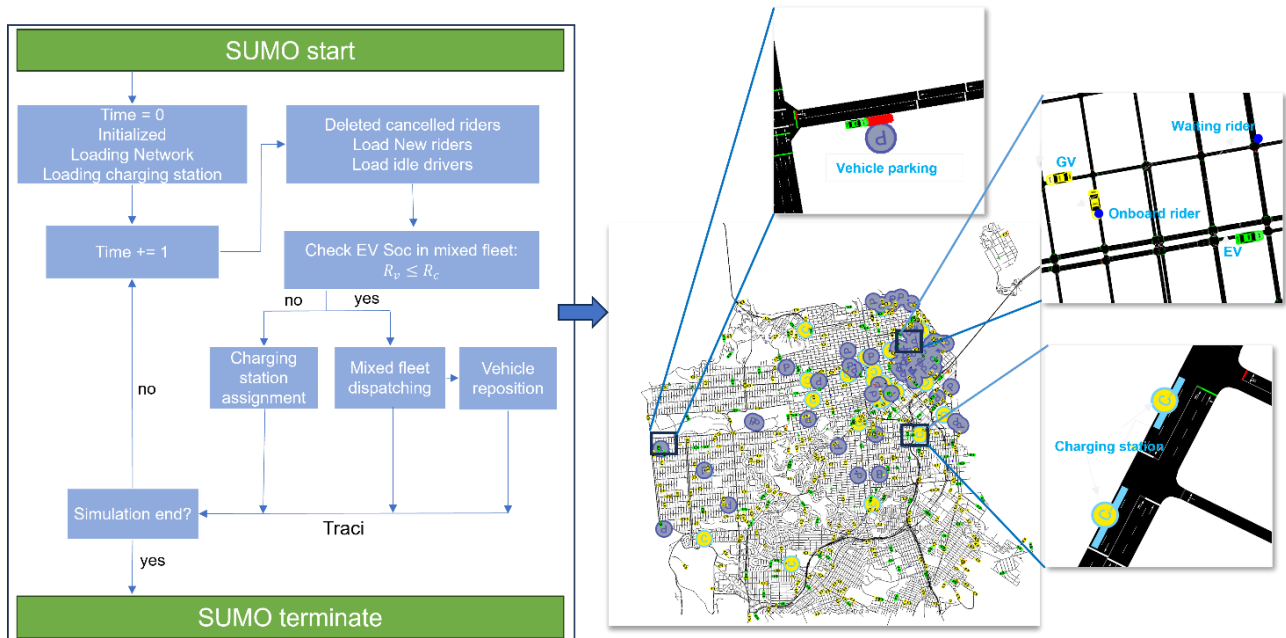 SUMO start
Time = 0
Initialized
Loading Network
Loading charging station
Deleted cancelled riders
Load New riders
Load idle drivers
Time += 1
Check EV Soc in mixed fleet:
R_v ≤ R_c
no
yes
Charging
station
assignment
Mixed fleet
dispatching
Vehicle
reposition
no
Simulation end?
Traci
yes
SUMO terminate
P
Vehicle parking
Waiting rider
GV
Onboard rider
EV
Charging station